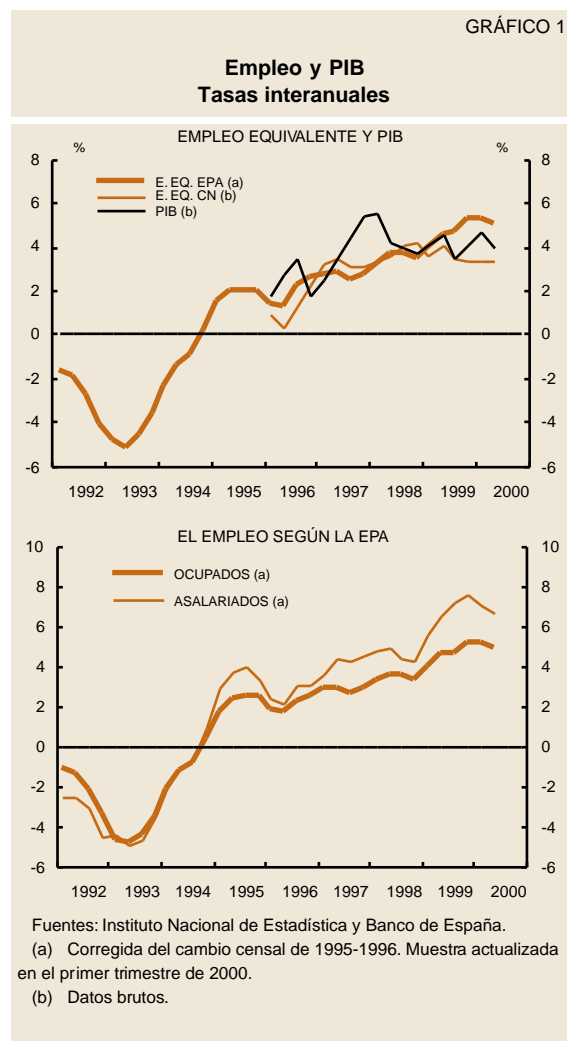 GRÁFICO 1
Empleo y PIB
Tasas interanuales
EMPLEO EQUIVALENTE Y PIB
% %
8 8
E. EQ. EPA (a)
E. EQ. CN (b)
PIB (b)
6 6
4 4
2 2
0 0
-2 -2
-4 -4
-6 -6
1992 1993 1994 1995 1996 1997 1998 1999 2000
EL EMPLEO SEGÚN LA EPA
10 10
OCUPADOS (a)
8 8
ASALARIADOS (a)
6 6
4 4
2 2
0 0
-2 -2
-4 -4
-6 -6
1992 1993 1994 1995 1996 1997 1998 1999 2000
Fuentes: Instituto Nacional de Estadística y Banco de España.
(a) Corregida del cambio censal de 1995-1996. Muestra actualizada
en el primer trimestre de 2000.
(b) Datos brutos.